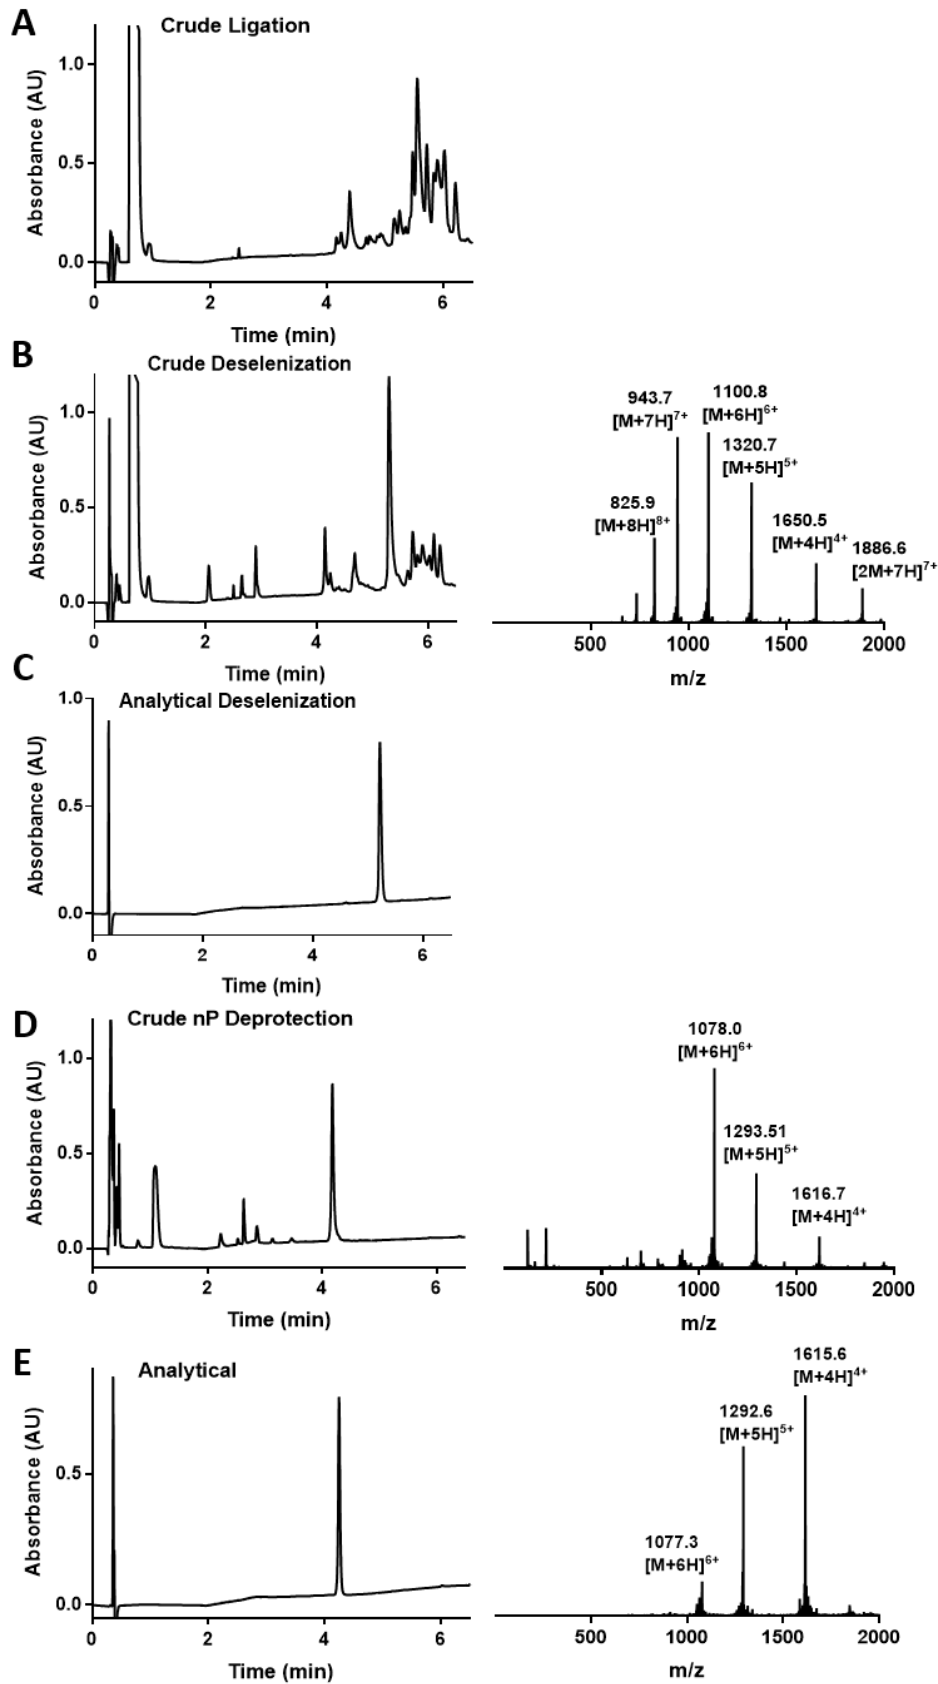 A
Crude Ligation
Absorbance (AU)
1.0
0.5
0.0
0 2 4 6
Time (min)
B
Crude Deselenization
Absorbance (AU)
1.0
0.5
0.0
0 2 4 6
Time (min)
943.7
[M+7H]7+
1100.8
[M+6H]6+
1320.7
[M+5H]5+
825.9
[M+8H]8+
1650.5
[M+4H]4+
1886.6
[2M+7H]7+
500 1000 1500 2000
m/z
C
Analytical Deselenization
Absorbance (AU)
1.0
0.5
0.0
0 2 4 6
Time (min)
D
Crude nP Deprotection
Absorbance (AU)
1.0
0.5
0.0
0 2 4 6
Time (min)
1078.0
[M+6H]6+
1293.51
[M+5H]5+
1616.7
[M+4H]4+
500 1000 1500 2000
m/z
E
Analytical
Absorbance (AU)
0.5
0.0
0 2 4 6
Time (min)
1615.6
[M+4H]4+
1292.6
[M+5H]5+
1077.3
[M+6H]6+
500 1000 1500 2000
m/z